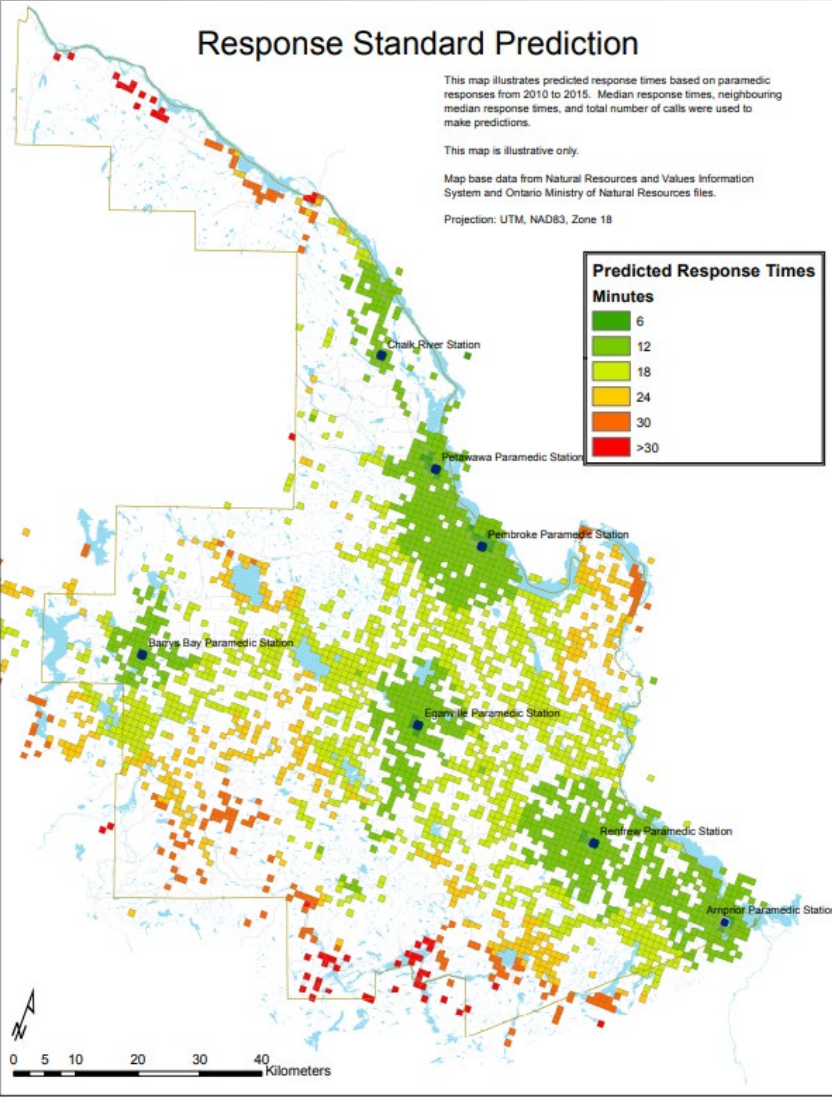 Response Standard Prediction
This map illustrates predicted response times based on paramedic
responses from 2010 to 2015. Median response times, neighbouring
median response times, and total number of calls were used to
make predictions.
This map is illustrative only.
Map base data from Natural Resources and Values Information
System and Ontario Ministry of Natural Resources files.
Projection: UTM, NAD83, Zone 18
Predicted Response Times
Minutes
6
12
18
24
30
>30
Chalk River Station
Petawawa Paramedic Station
Pembroke Paramedic Station
Barrys Bay Paramedic Station
Eganville Paramedic Station
Renfrew Paramedic Station
Arnprior Paramedic Station
N
0 5 10 20 30 40
Kilometers